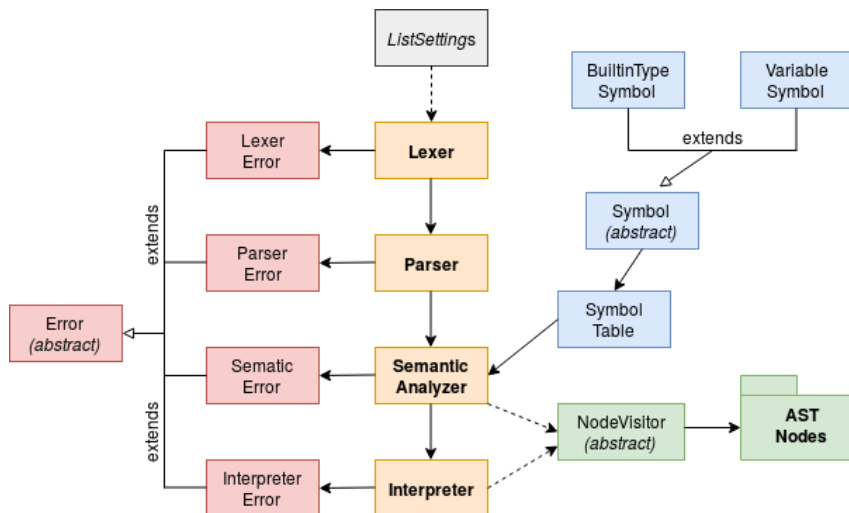 ListSettings
BuiltinType
Symbol
Variable
Symbol
extends
Lexer
Error
Lexer
Symbol
(abstract)
extends
Parser
Error
Parser
Error
(abstract)
Symbol
Table
Sematic
Error
Semantic
Analyzer
extends
NodeVisitor
(abstract)
AST
Nodes
Interpreter
Error
Interpreter